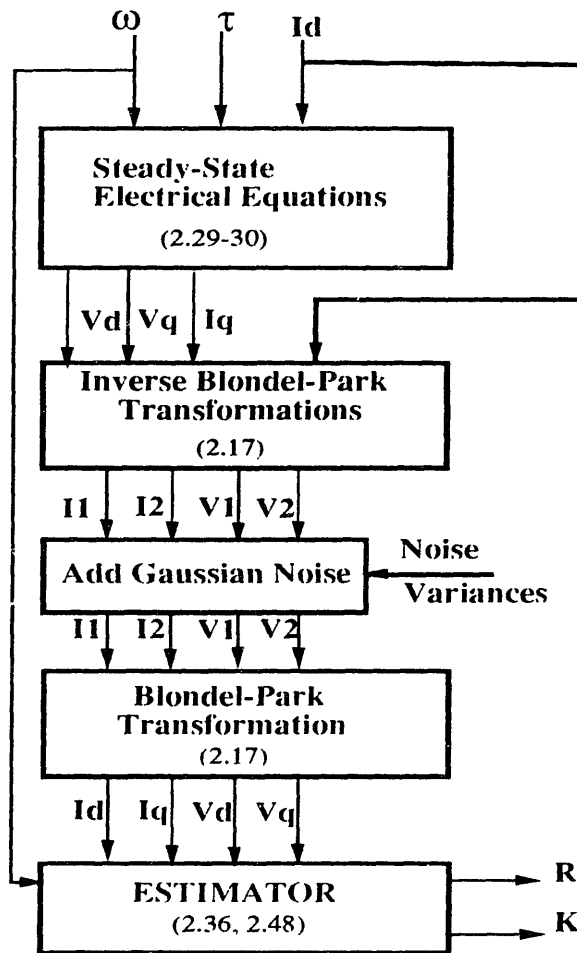 ω τ Id
Steady-State
Electrical Equations
(2.29-30)
Vd Vq Iq
Inverse Blondel-Park
Transformations
(2.17)
I1 I2 V1 V2
Add Gaussian Noise
Noise
Variances
I1 I2 V1 V2
Blondel-Park
Transformation
(2.17)
Id Iq Vd Vq
ESTIMATOR
(2.36, 2.48)
R
K